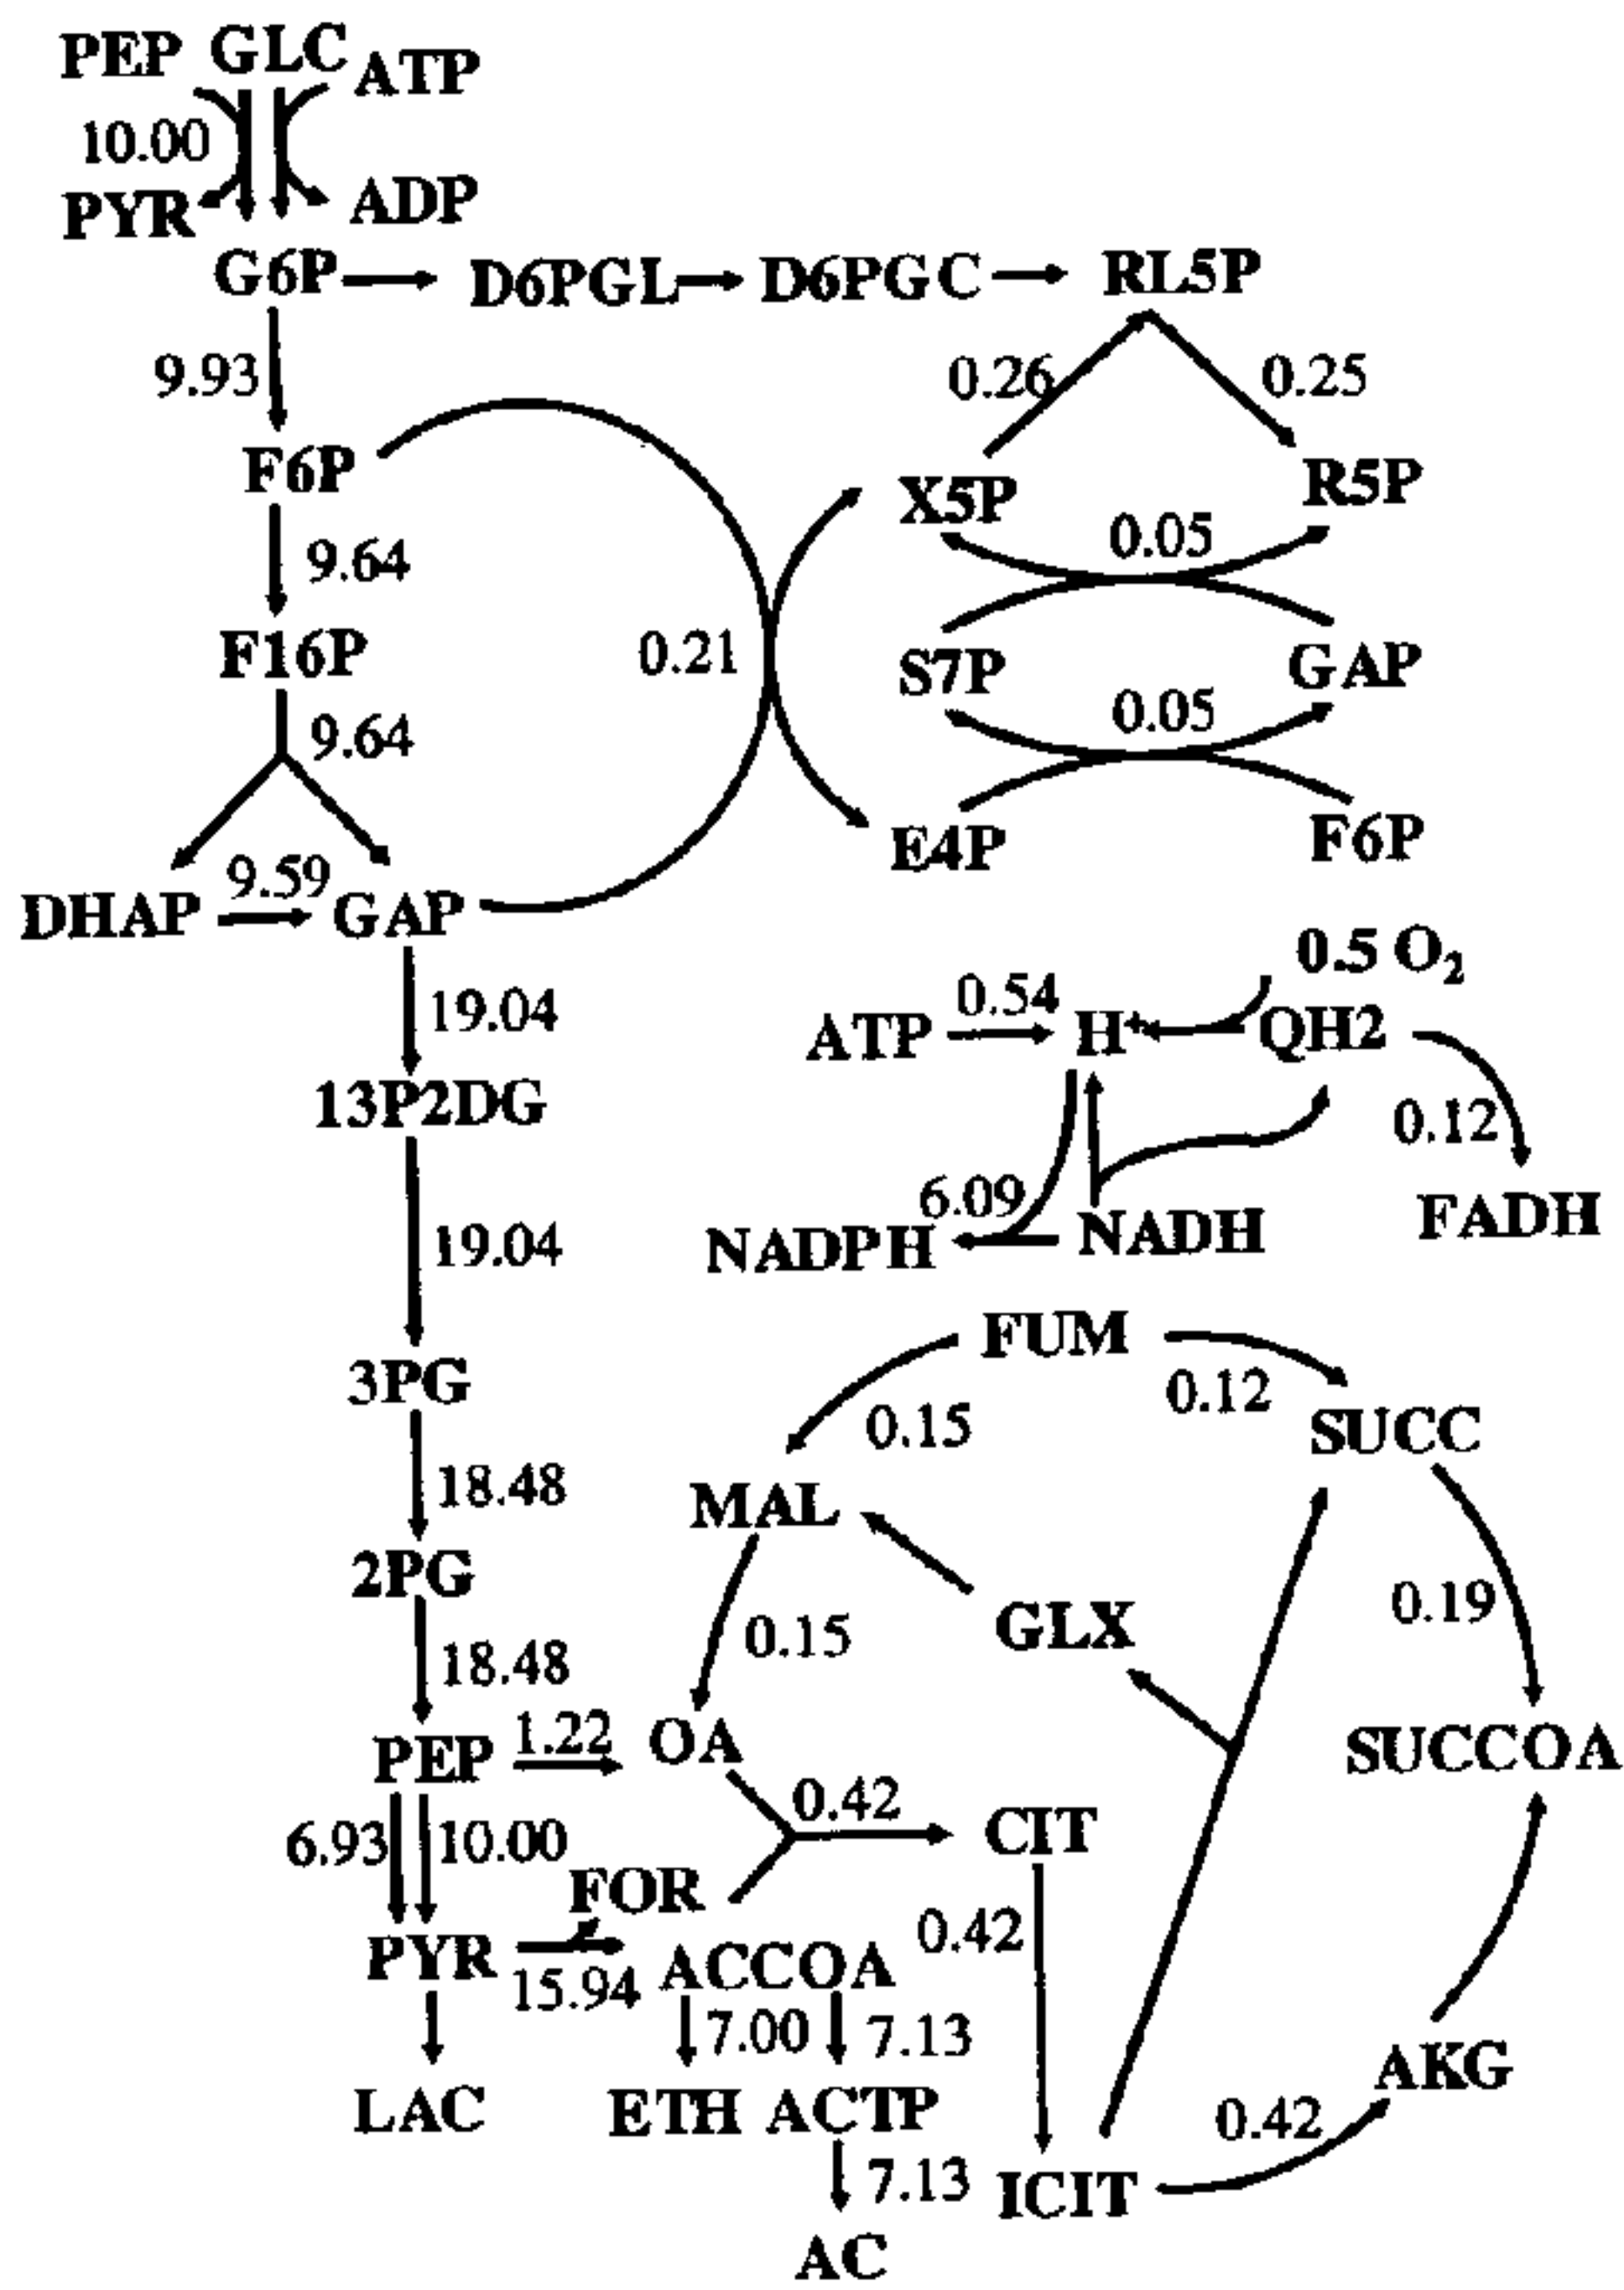 PEP GLC ATP
10.00
PYR ADP
G6P D6PGL D6PGC RL5P
9.93 0.26 0.25
F6P X5P R5P
9.64 0.05
F16P 0.21 S7P GAP
9.64 0.05
E4P F6P
DHAP 9.59 GAP
0.5 O₂
19.04 ATP 0.54 H⁺ QH2
13P2DG 0.12
19.04 NADPH 6.09 NADH FADH
FUM
3PG 0.15 0.12
SUCC
18.48 MAL
2PG 0.15 GLX 0.19
18.48
PEP 1.22 OA SUCCOA
6.93 10.00 0.42 CIT
FOR 0.42
PYR 15.94 ACCOA
7.00 7.13 AKG
LAC ETH ACTP 0.42
7.13 ICIT
AC